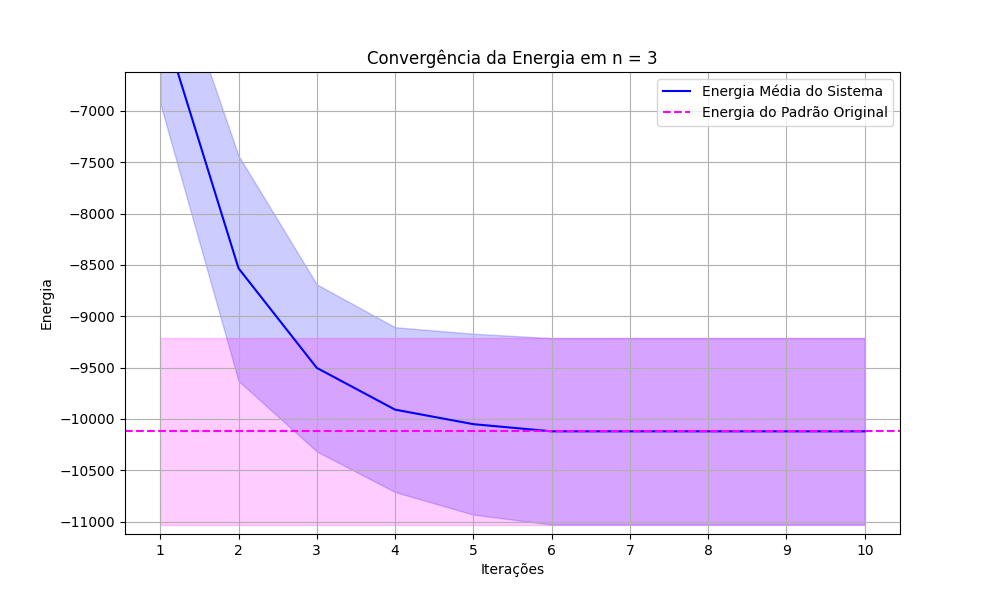 Convergência da Energia em n = 3
Energia Média do Sistema
Energia do Padrão Original
Energia
−7000
−7500
−8000
−8500
−9000
−9500
−10000
−10500
−11000
1 2 3 4 5 6 7 8 9 10
Iterações